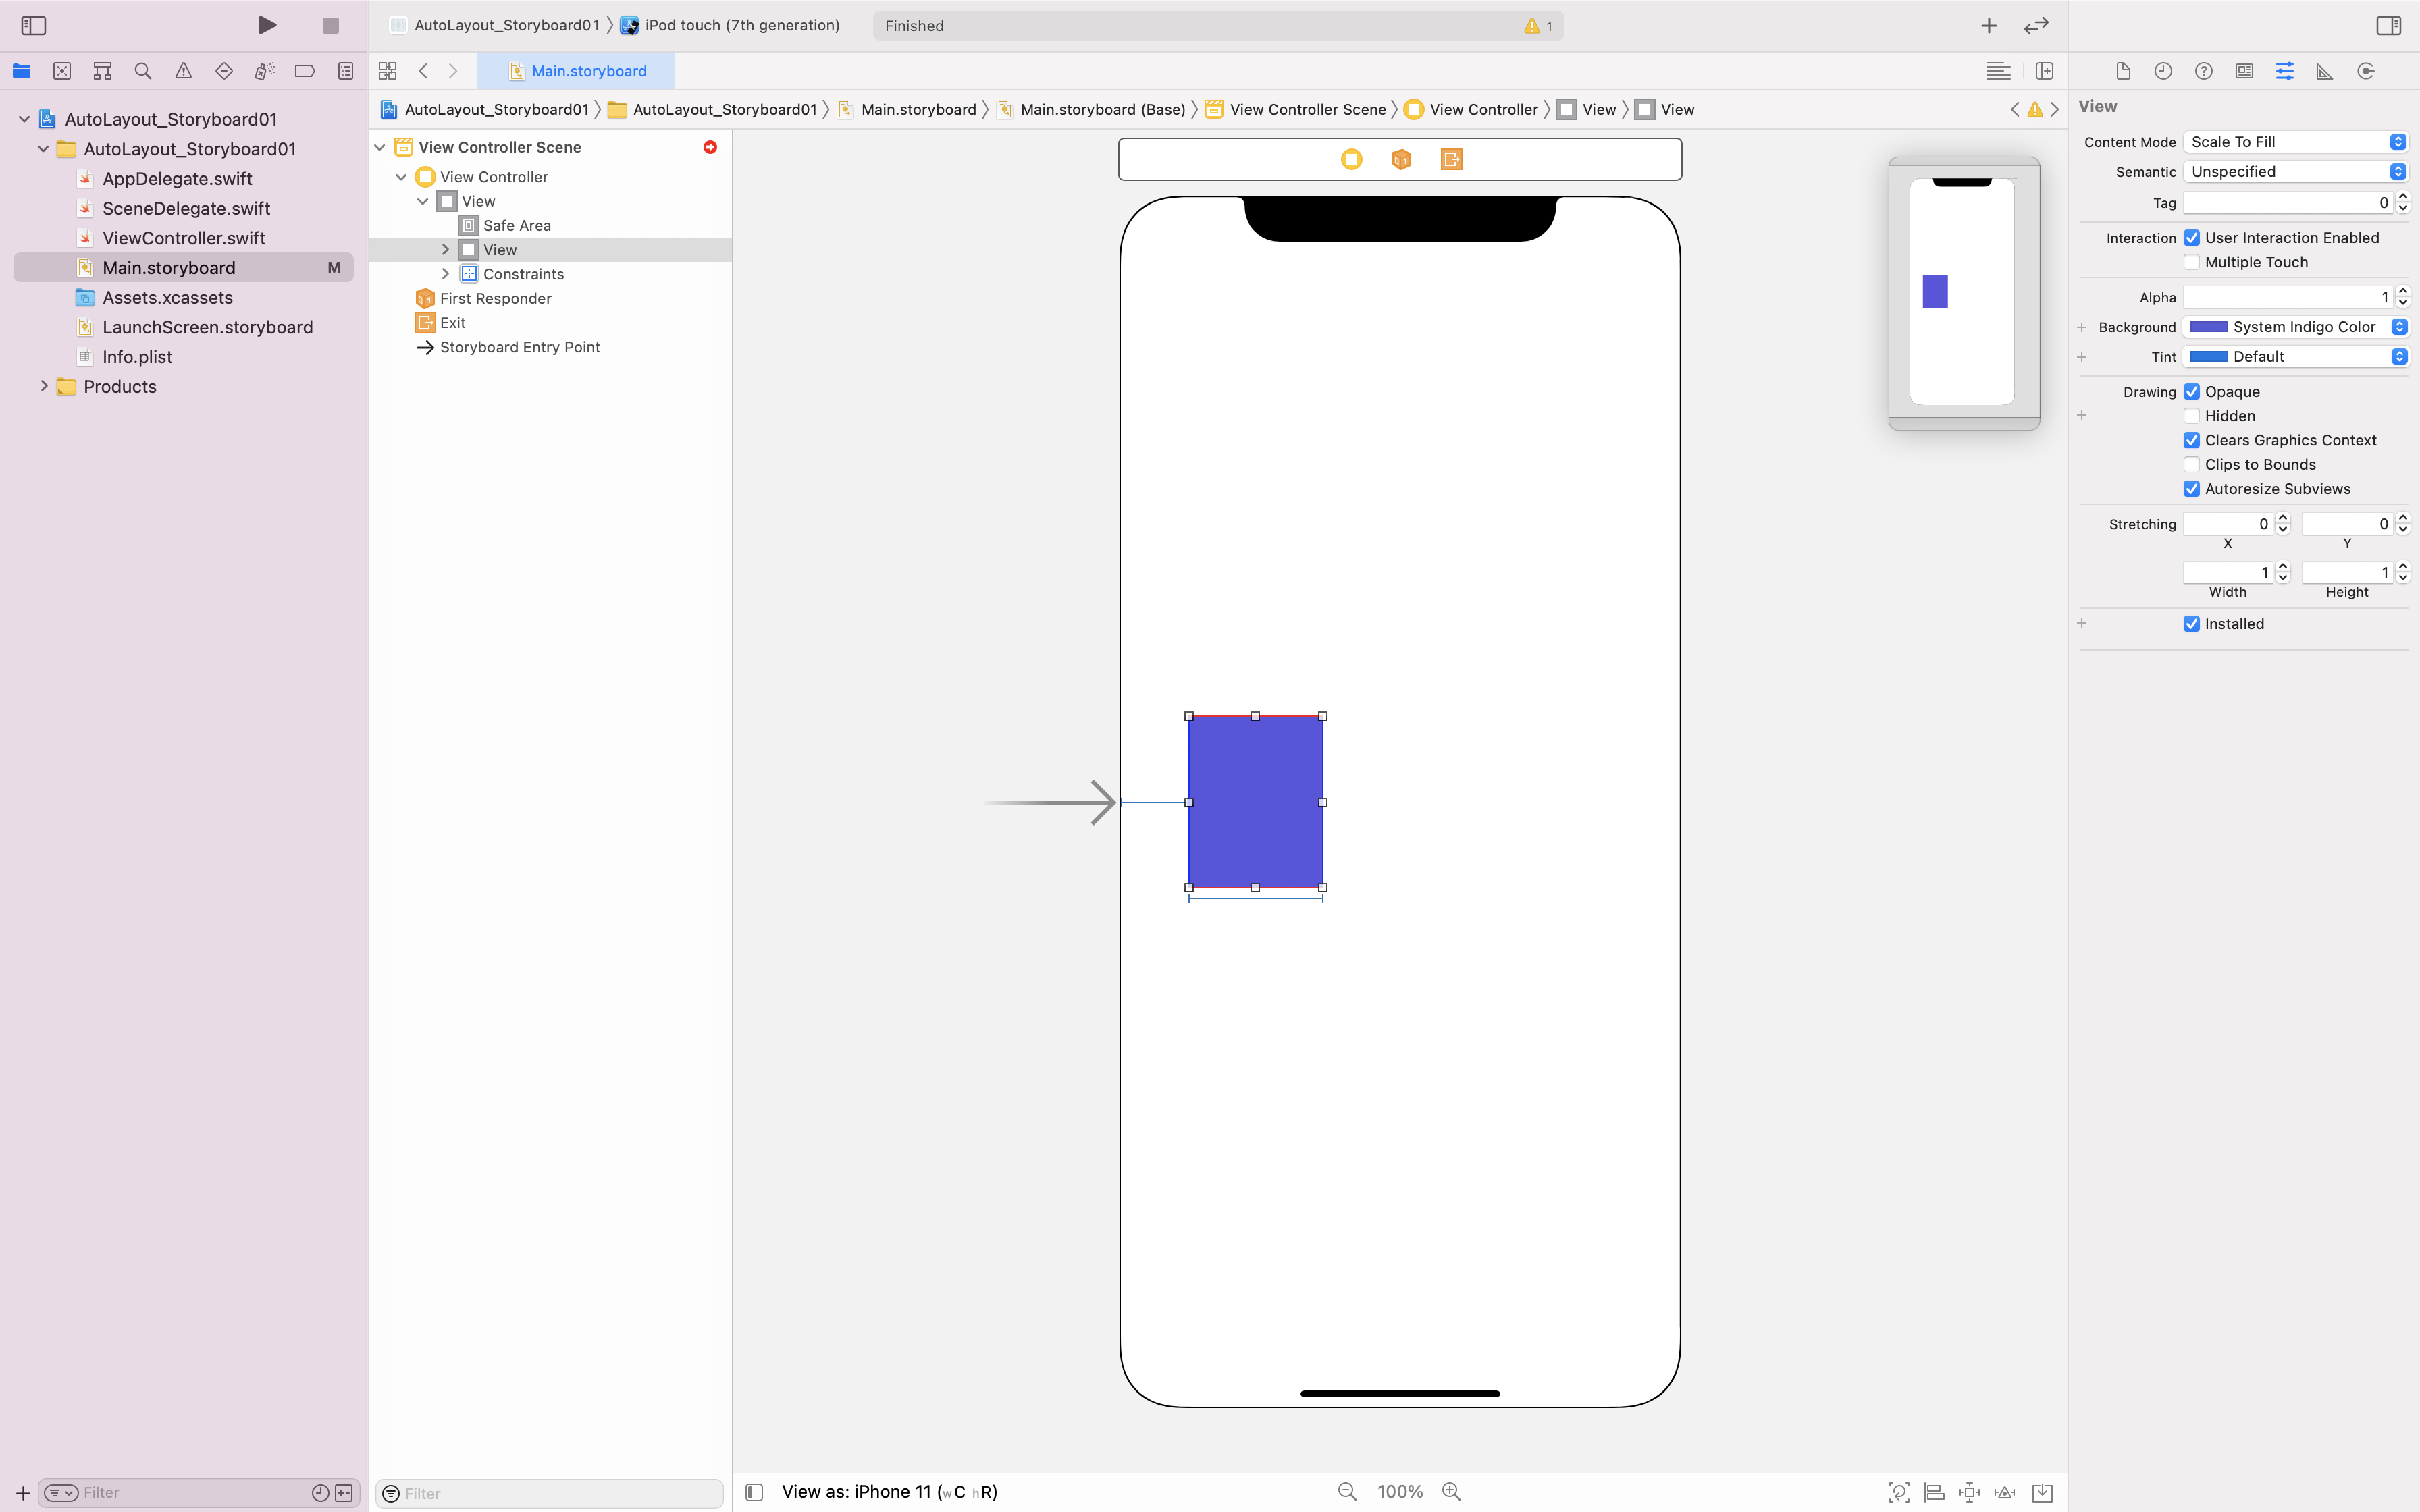 AutoLayout_Storyboard01 iPod touch (7th generation)
Finished
1
Main.storyboard
AutoLayout_Storyboard01 AutoLayout_Storyboard01 Main.storyboard Main.storyboard (Base) View Controller Scene View Controller View View
AutoLayout_Storyboard01
AutoLayout_Storyboard01
AppDelegate.swift
SceneDelegate.swift
ViewController.swift
Main.storyboard M
Assets.xcassets
LaunchScreen.storyboard
Info.plist
Products
Filter
View Controller Scene
View Controller
View
Safe Area
View
Constraints
First Responder
Exit
Storyboard Entry Point
Filter
View as: iPhone 11 (wC hR)
100%
View
Content Mode Scale To Fill
Semantic Unspecified
Tag 0
Interaction User Interaction Enabled
Multiple Touch
Alpha 1
Background System Indigo Color
Tint Default
Drawing Opaque
Hidden
Clears Graphics Context
Clips to Bounds
Autoresize Subviews
Stretching 0 0
X Y
1 1
Width Height
Installed